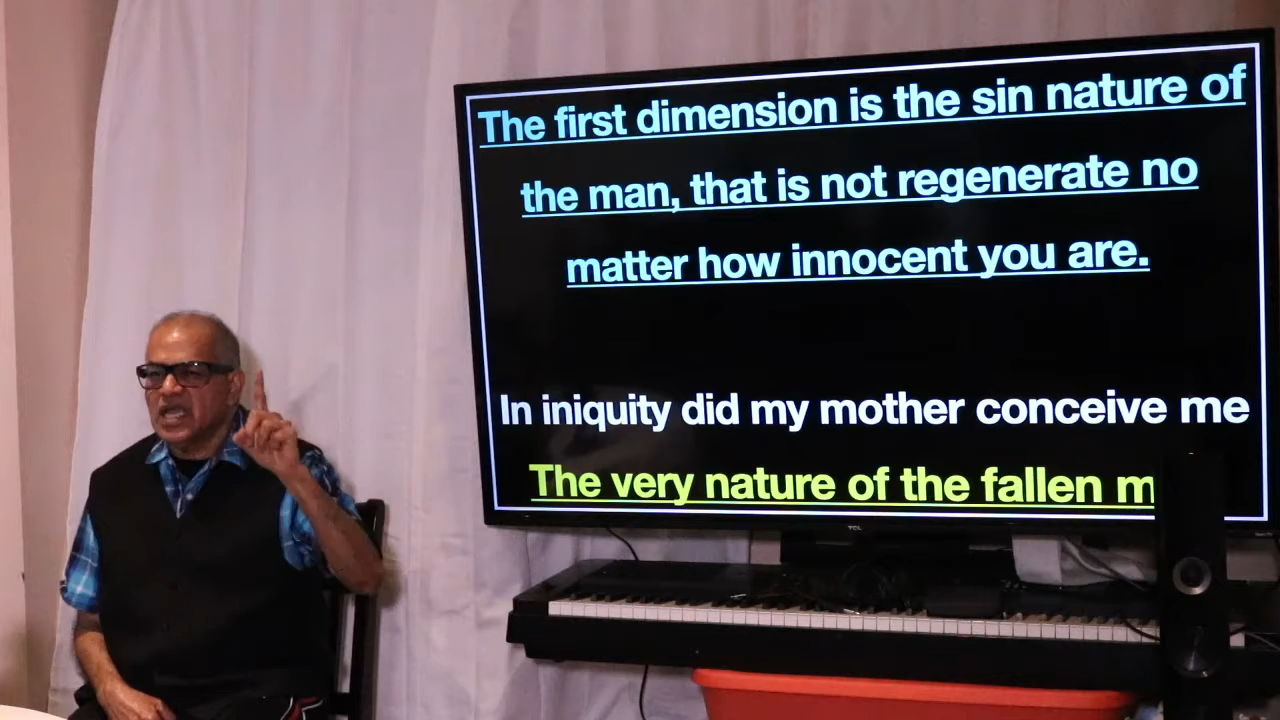 The first dimension is the sin nature of
the man, that is not regenerate no
matter how innocent you are.
In iniquity did my mother conceive me
The very nature of the fallen m
TCL